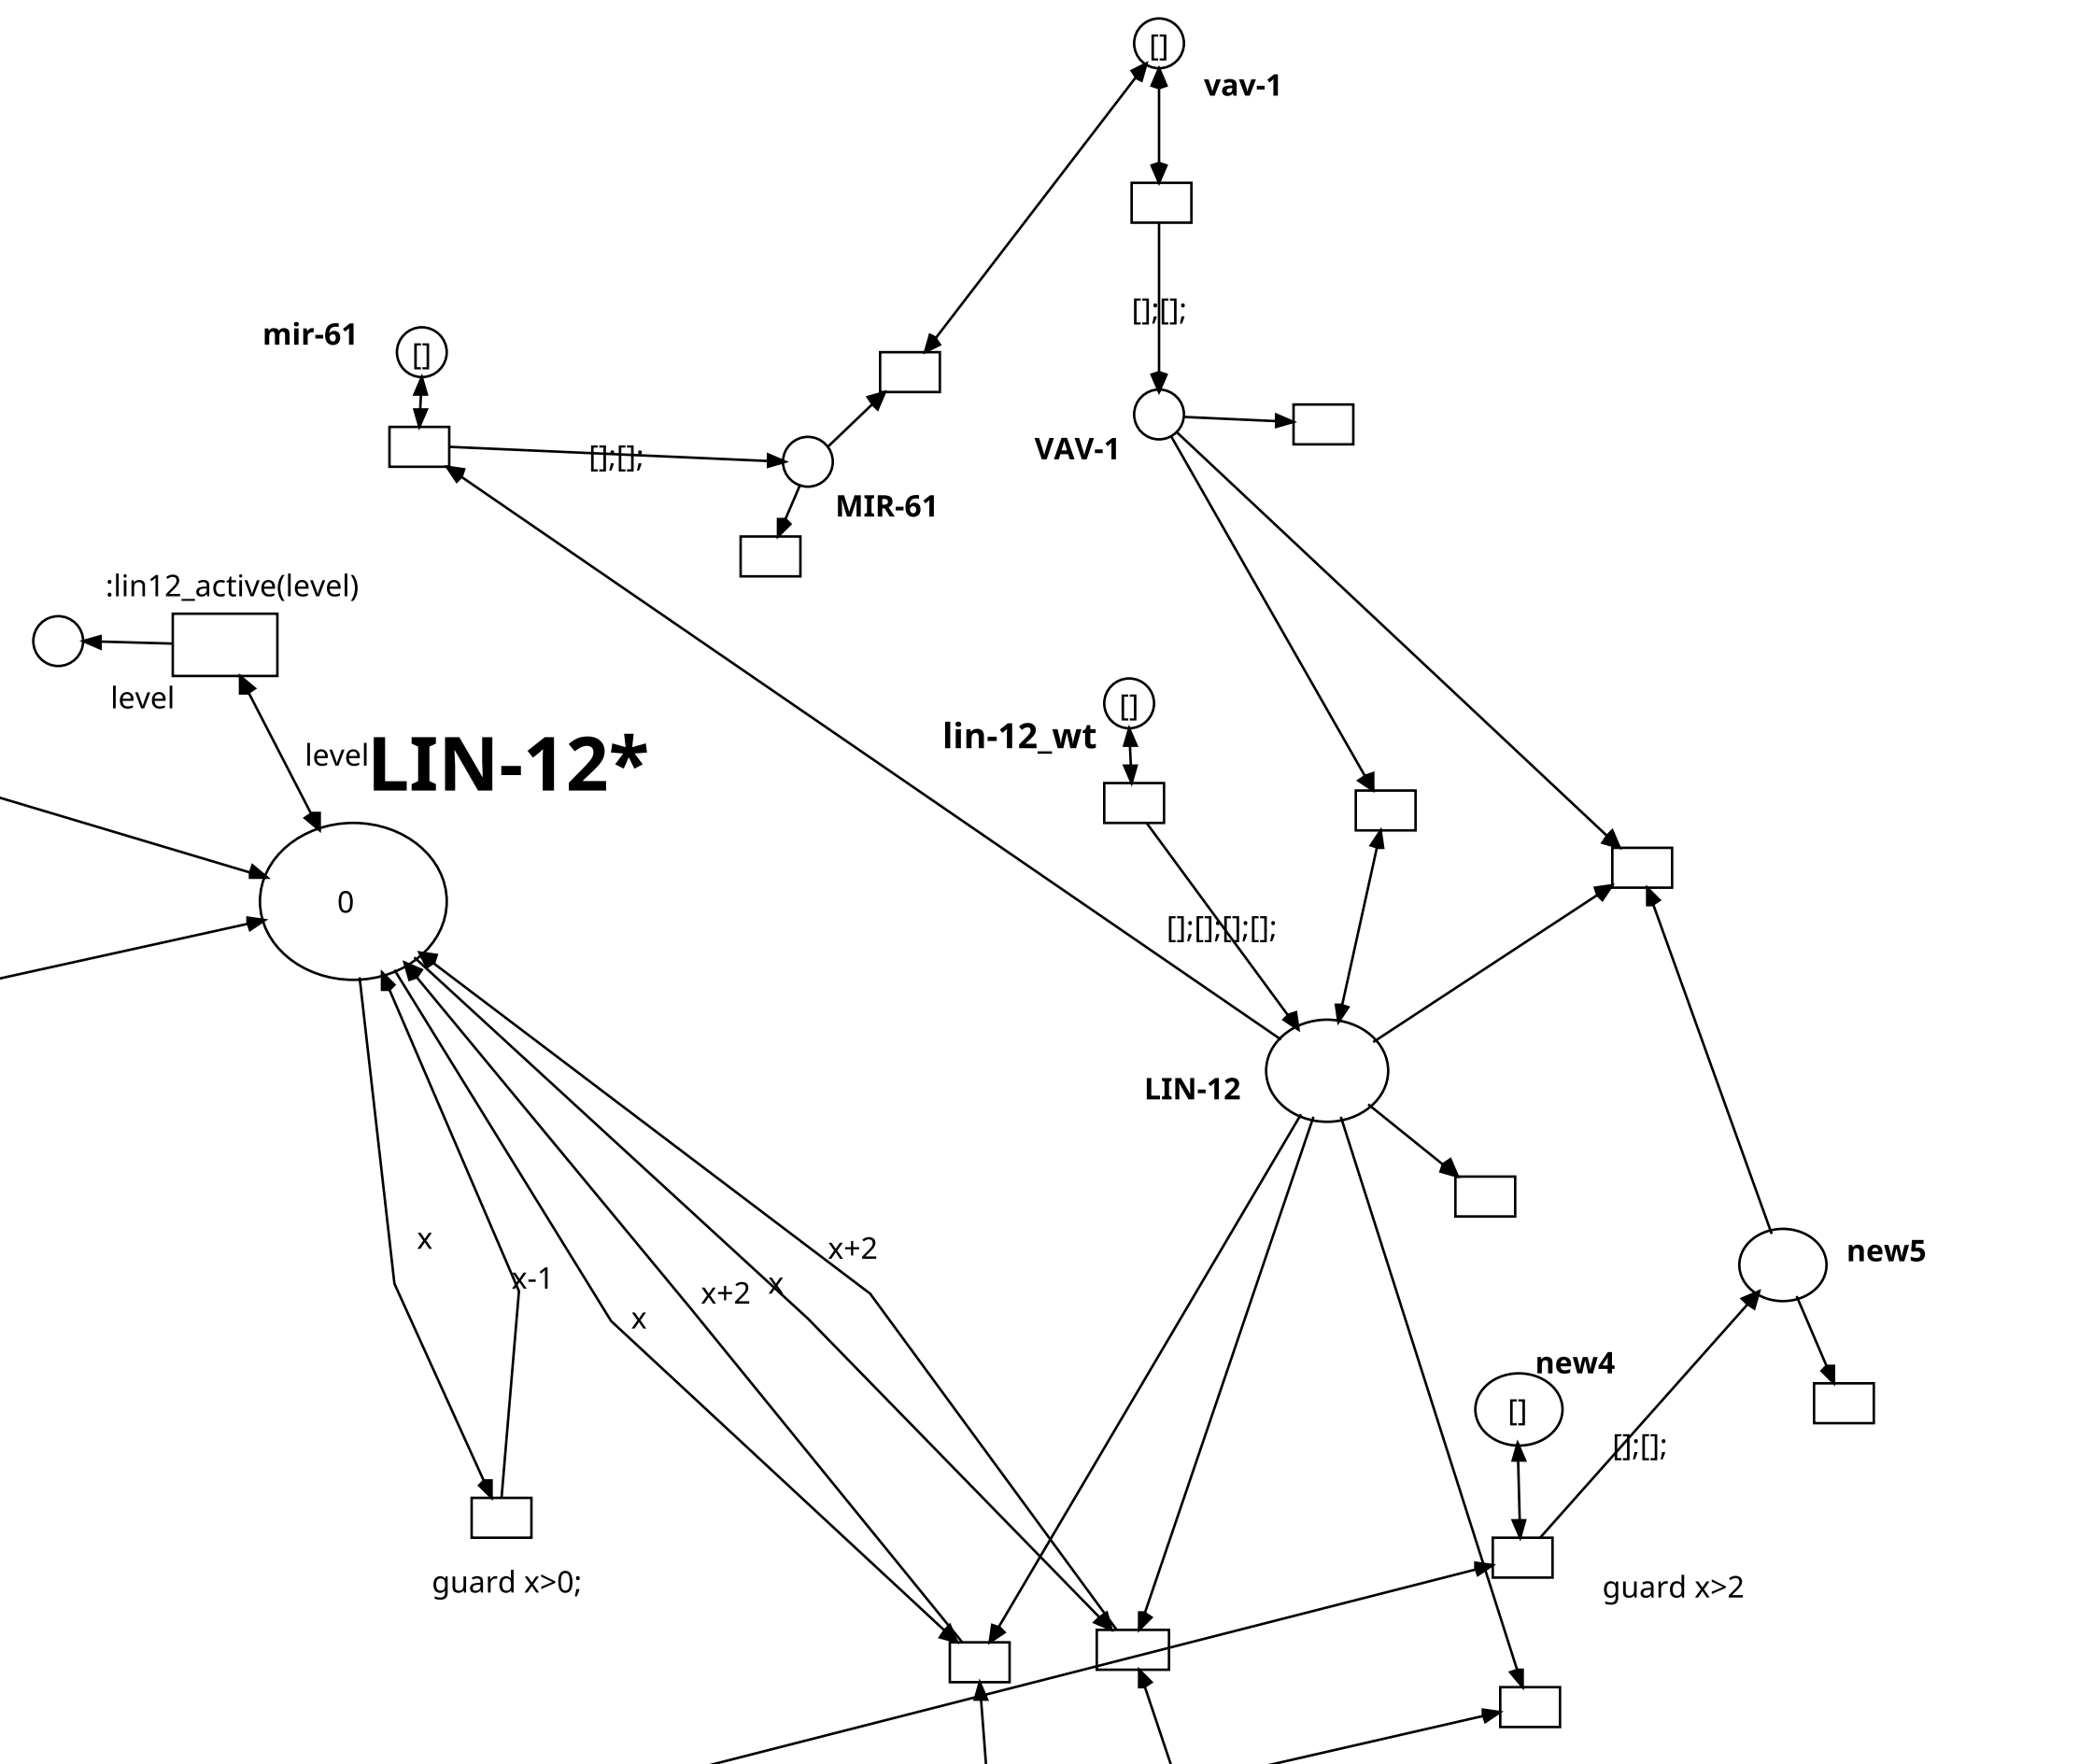 []
vav-1
[];[];
mir-61
[]
VAV-1
[];[];
MIR-61
:lin12_active(level)
level
[]
lin-12_wt
level
LIN-12*
0
[];[];[];[];
LIN-12
x
x+2
new5
x-1
x+2
x
x
new4
[]
[];[];
guard x>0;
guard x>2